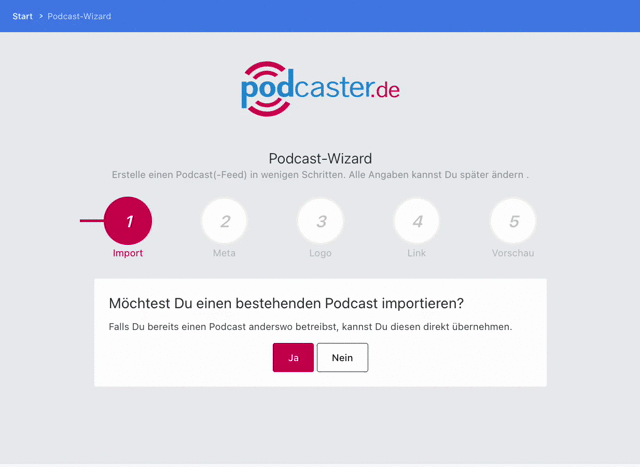 Start > Podcast-Wizard
podcaster.de
Podcast-Wizard
Erstelle einen Podcast(-Feed) in wenigen Schritten. Alle Angaben kannst Du später ändern .
1 2 3 4 5
Import Meta Logo Link Vorschau
Möchtest Du einen bestehenden Podcast importieren?
Falls Du bereits einen Podcast anderswo betreibst, kannst Du diesen direkt übernehmen.
Ja Nein